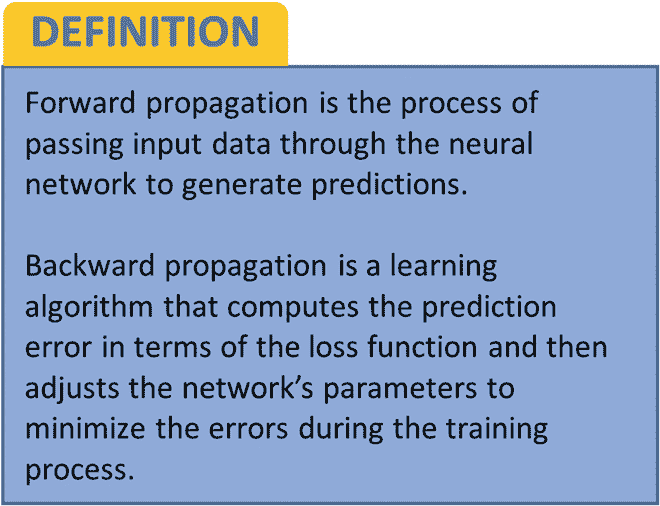 DEFINITION
Forward propagation is the process of
passing input data through the neural
network to generate predictions.
Backward propagation is a learning
algorithm that computes the prediction
error in terms of the loss function and then
adjusts the network’s parameters to
minimize the errors during the training
process.